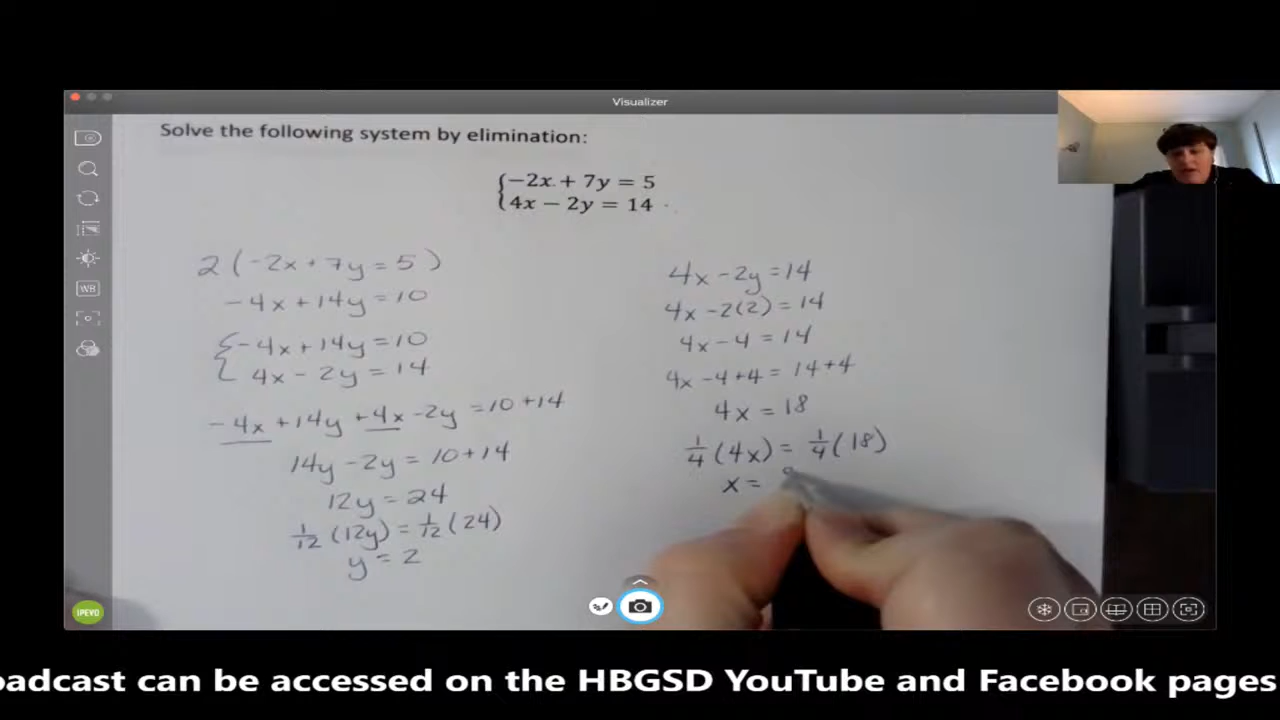 Visualizer
Solve the following system by elimination:
−2x + 7y = 5
4x − 2y = 14
2(-2x+7y=5)
-4x+14y=10
-4x+14y=10
4x-2y=14
-4x+14y+4x-2y=10+14
14y-2y=10+14
12y=24
1/12(12y)=1/12(24)
y=2
4x-2y=14
4x-2(2)=14
4x-4=14
4x-4+4=14+4
4x=18
1/4(4x)=1/4(18)
x=
WB
IPEVO
oadcast can be accessed on the HBGSD YouTube and Facebook pages